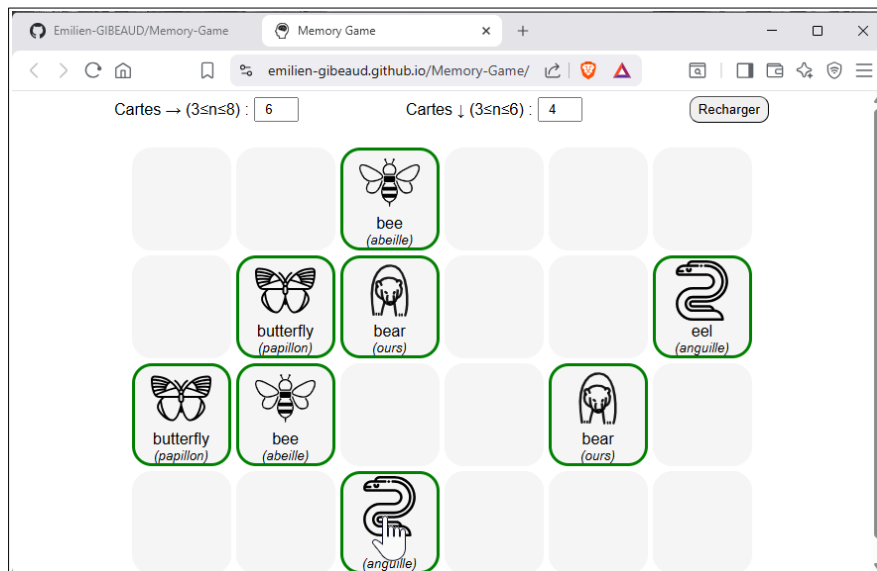 Emilien-GIBEAUD/Memory-Game
Memory Game
emilien-gibeaud.github.io/Memory-Game/
Cartes → (3≤n≤8) : 6
Cartes ↓ (3≤n≤6) : 4
Recharger
bee
(abeille)
butterfly
(papillon)
bear
(ours)
eel
(anguille)
butterfly
(papillon)
bee
(abeille)
bear
(ours)
(anguille)